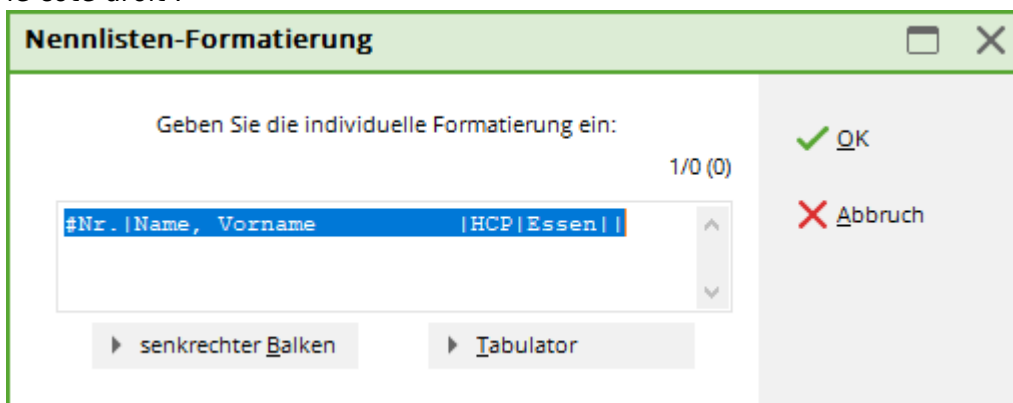 Nennlisten-Formatierung
Geben Sie die individuelle Formatierung ein:
1/0 (0)
#Nr.|Name, Vorname          |HCP|Essen||
senkrechter Balken
Tabulator
OK
Abbruch